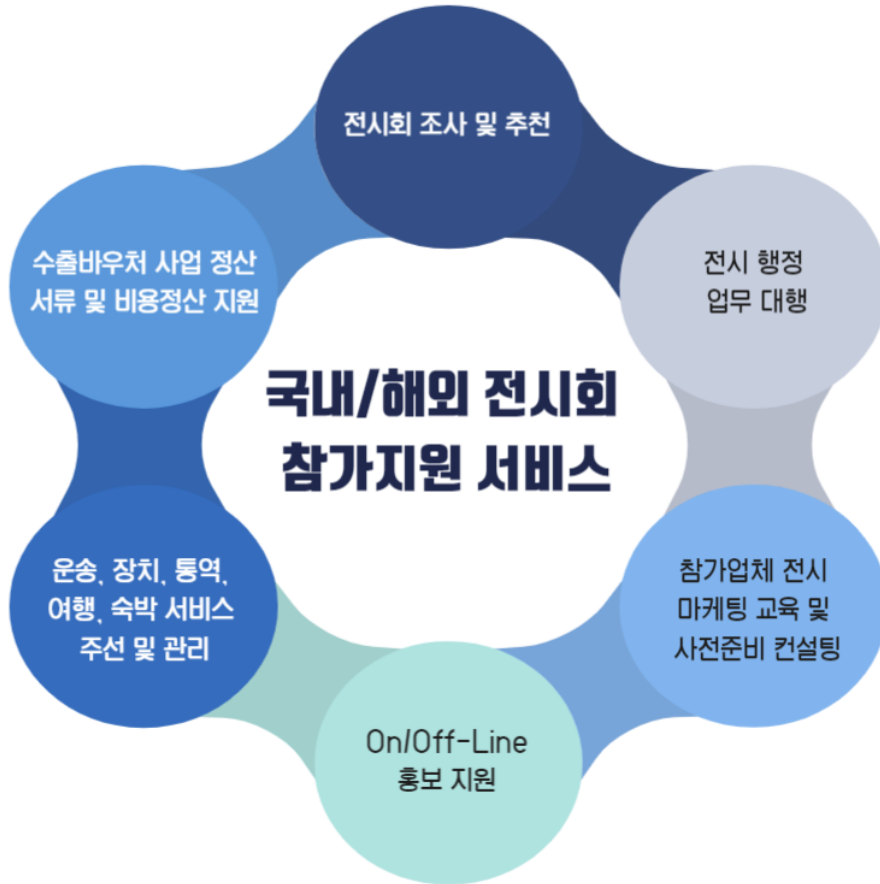 전시회 조사 및 추천
전시 행정
업무 대행
참가업체 전시
마케팅 교육 및
사전준비 컨설팅
On/Off-Line
홍보 지원
운송, 장치, 통역,
여행, 숙박 서비스
주선 및 관리
수출바우처 사업 정산
서류 및 비용정산 지원
국내/해외 전시회
참가지원 서비스